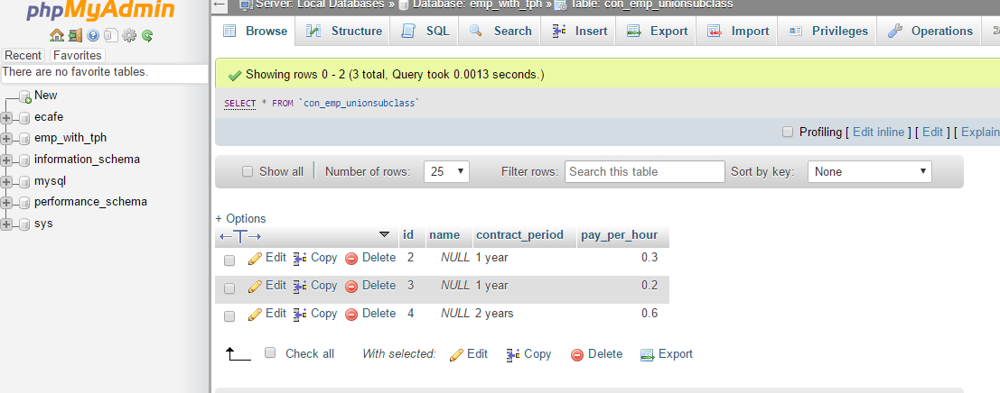 phpMyAdmin
Server: Local Databases » Database: emp_with_tph » Table: con_emp_unionsubclass
Recent Favorites
There are no favorite tables.
New
ecafe
emp_with_tph
information_schema
mysql
performance_schema
sys
Browse Structure SQL Search Insert Export Import Privileges Operations
Showing rows 0 - 2 (3 total, Query took 0.0013 seconds.)
SELECT * FROM `con_emp_unionsubclass`
Profiling [ Edit inline ] [ Edit ] [ Explain
Show all Number of rows: 25 Filter rows: Search this table Sort by key: None
+ Options
id name contract_period pay_per_hour
Edit Copy Delete 2 NULL 1 year 0.3
Edit Copy Delete 3 NULL 1 year 0.2
Edit Copy Delete 4 NULL 2 years 0.6
Check all With selected: Edit Copy Delete Export